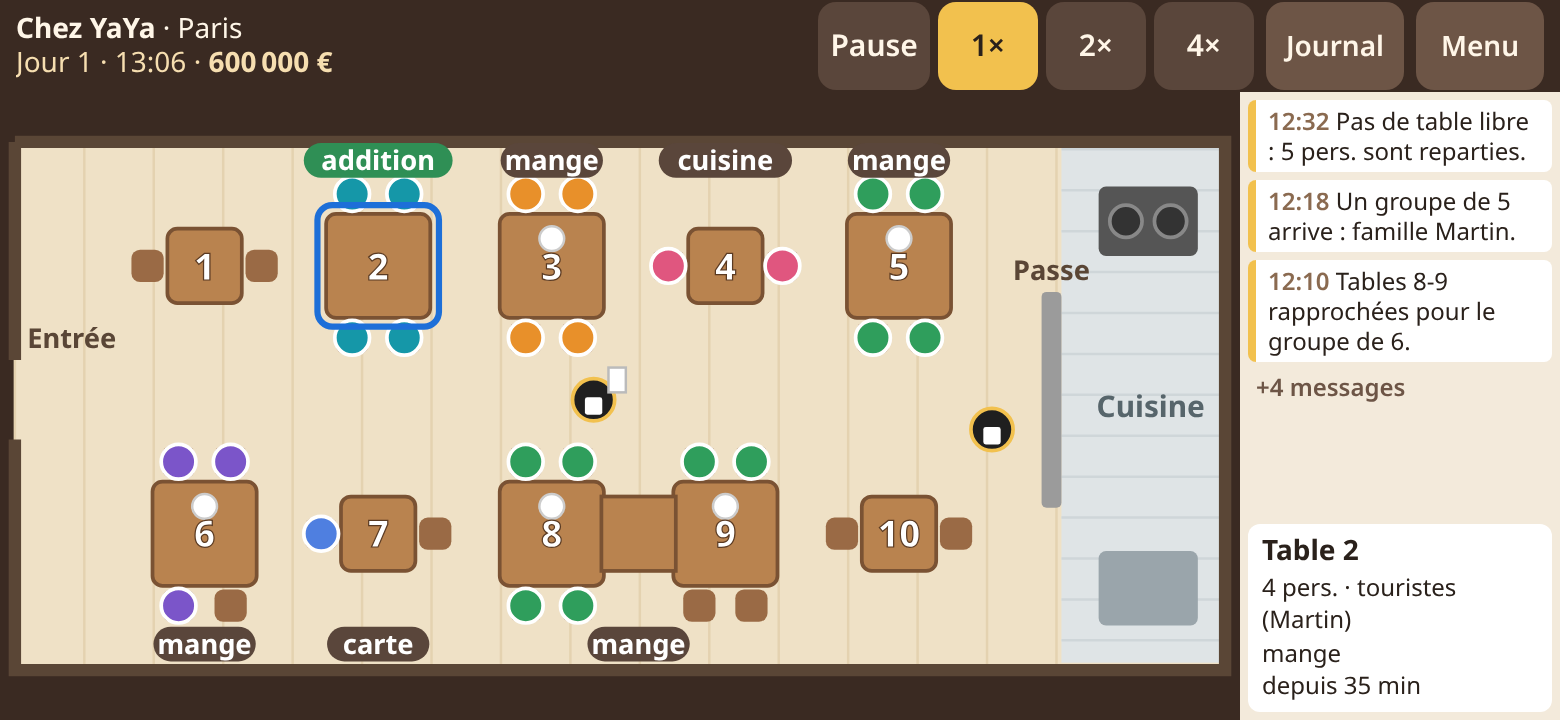 Chez YaYa · Paris
Jour 1 · 13:06 · 600 000 €
Pause
1×
2×
4×
Journal
Menu
addition
mange
cuisine
mange
1
2
3
4
5
Passe
Entrée
Cuisine
6
7
8
9
10
mange
carte
mange
12:32 Pas de table libre
: 5 pers. sont reparties.
12:18 Un groupe de 5
arrive : famille Martin.
12:10 Tables 8-9
rapprochées pour le
groupe de 6.
+4 messages
Table 2
4 pers. · touristes
(Martin)
mange
depuis 35 min